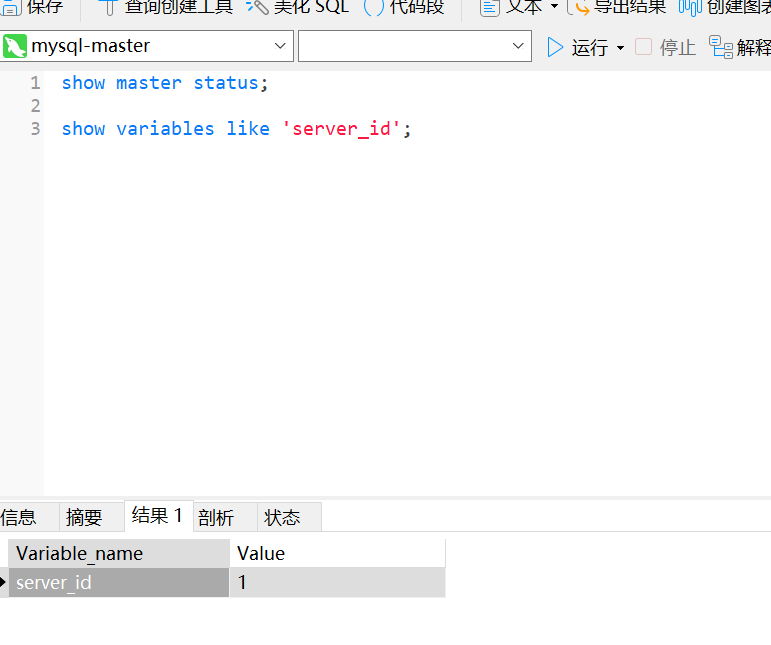 保存 查询创建工具 美化 SQL () 代码段 文本 导出结果 创建图表
mysql-master 运行 停止 解释
1 show master status;
2
3 show variables like 'server_id';
信息 摘要 结果 1 剖析 状态
Variable_name Value
server_id 1